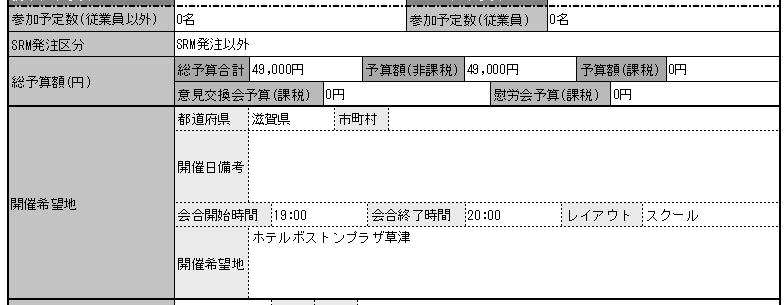 参加予定数(従業員以外) 0名 参加予定数(従業員) 0名
SRM発注区分 SRM発注以外
総予算額(円) 総予算合計 49,000円 予算額(非課税) 49,000円 予算額(課税) 0円
意見交換会予算(課税) 0円 慰労会予算(課税) 0円
開催希望地 都道府県 滋賀県 市町村
開催日備考
会合開始時間 19:00 会合終了時間 20:00 レイアウト スクール
開催希望地 ホテルボストンプラザ草津